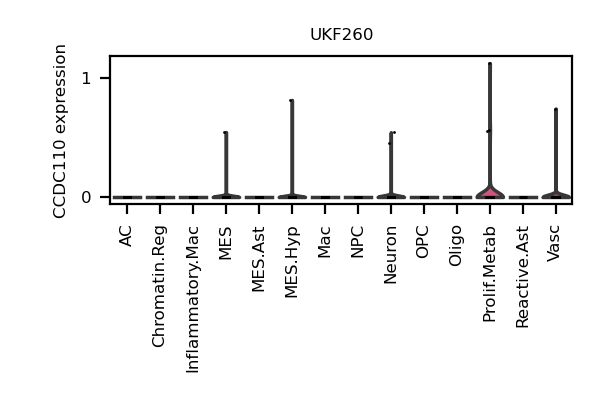 UKF260
CCDC110 expression
1
0
AC
Chromatin.Reg
Inflammatory.Mac
MES
MES.Ast
MES.Hyp
Mac
NPC
Neuron
OPC
Oligo
Prolif.Metab
Reactive.Ast
Vasc